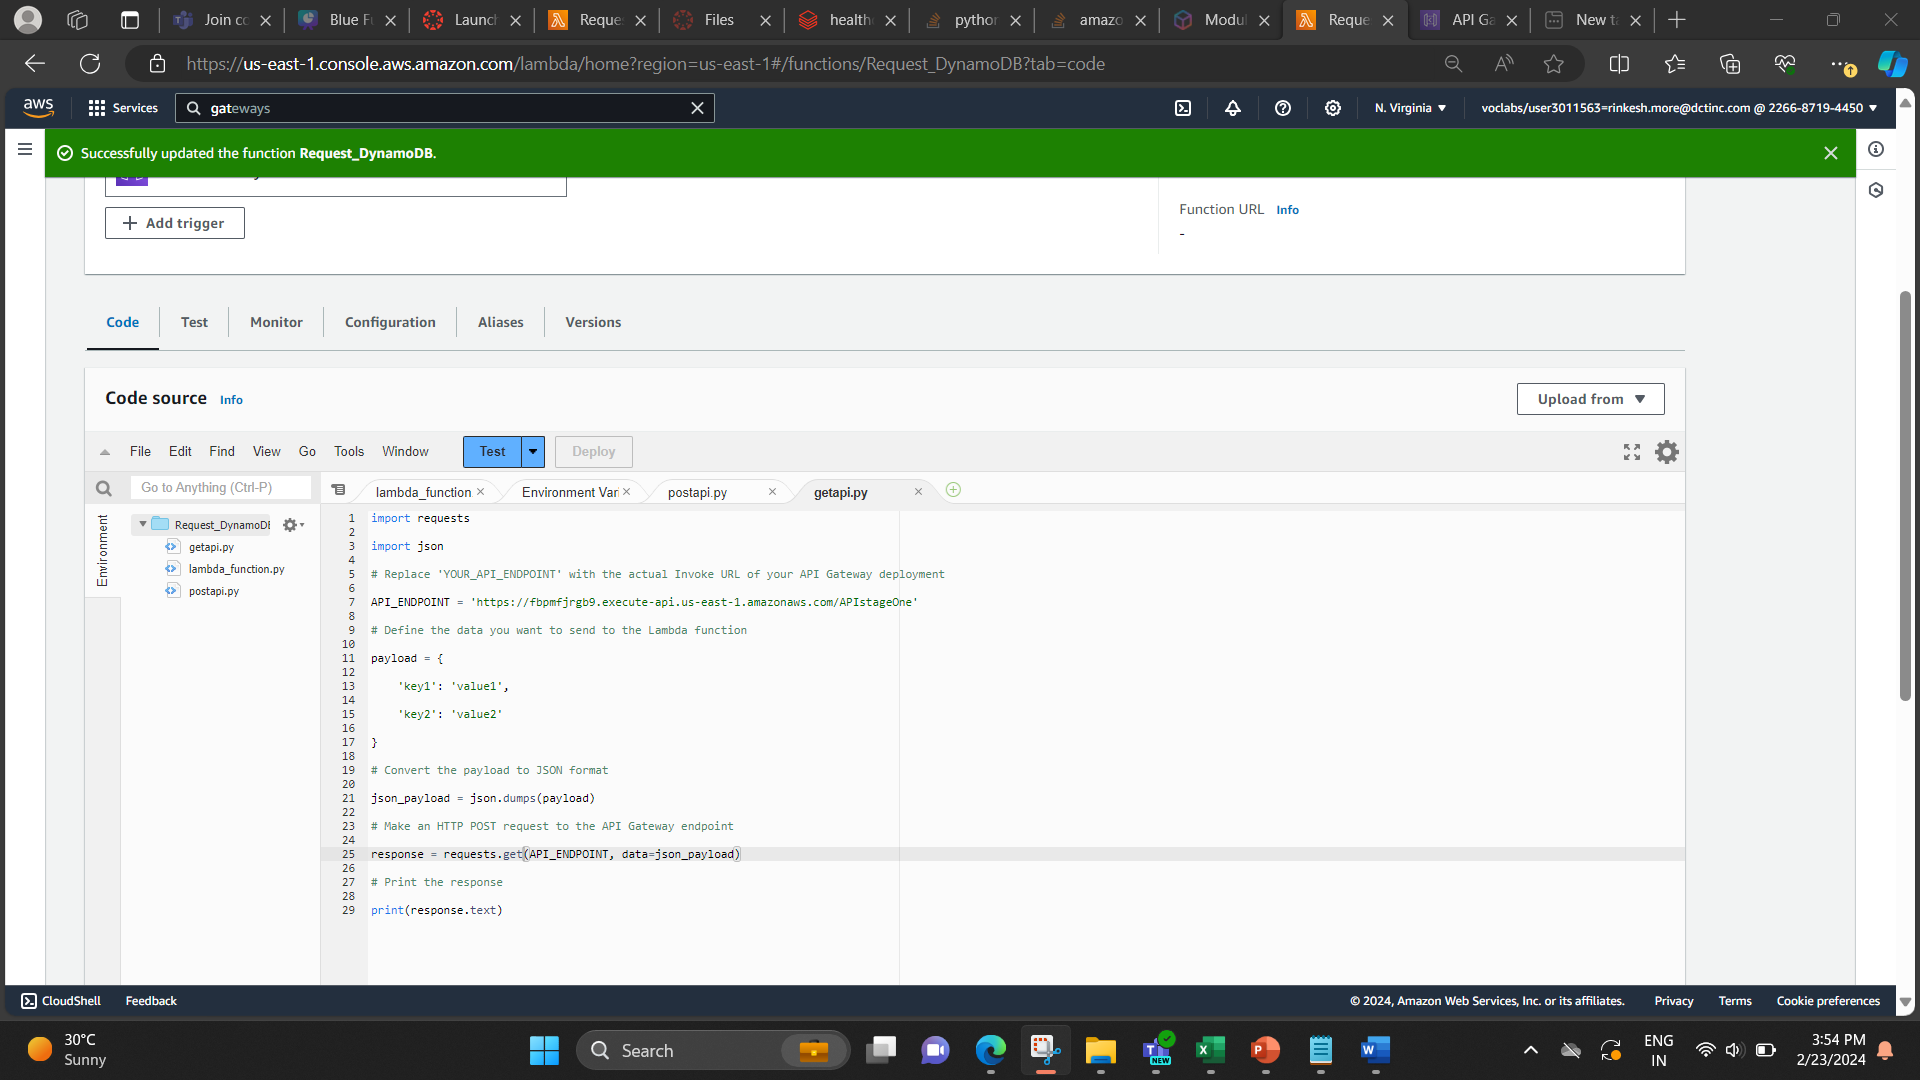 Join co
Blue Fu
Launch
Reques
Files
health
python
amazo
Modul
Reque
API Ga
New ta
https://us-east-1.console.aws.amazon.com/lambda/home?region=us-east-1#/functions/Request_DynamoDB?tab=code
aws
Services
gateways
N. Virginia
voclabs/user3011563=rinkesh.more@dctinc.com @ 2266-8719-4450
Successfully updated the function Request_DynamoDB.
Add trigger
Function URL Info
-
Code
Test
Monitor
Configuration
Aliases
Versions
Code source Info
Upload from
File Edit Find View Go Tools Window
Test
Deploy
Go to Anything (Ctrl-P)
lambda_function
Environment Vari
postapi.py
getapi.py
Environment
Request_DynamoDB
getapi.py
lambda_function.py
postapi.py
1 import requests
2
3 import json
4
5 # Replace 'YOUR_API_ENDPOINT' with the actual Invoke URL of your API Gateway deployment
6
7 API_ENDPOINT = 'https://fbpmfjrgb9.execute-api.us-east-1.amazonaws.com/APIstageOne'
8
9 # Define the data you want to send to the Lambda function
10
11 payload = {
12
13 'key1': 'value1',
14
15 'key2': 'value2'
16
17 }
18
19 # Convert the payload to JSON format
20
21 json_payload = json.dumps(payload)
22
23 # Make an HTTP POST request to the API Gateway endpoint
24
25 response = requests.get(API_ENDPOINT, data=json_payload)
26
27 # Print the response
28
29 print(response.text)
CloudShell
Feedback
© 2024, Amazon Web Services, Inc. or its affiliates.
Privacy
Terms
Cookie preferences
30°C
Sunny
Search
NEW
ENG
IN
3:54 PM
2/23/2024